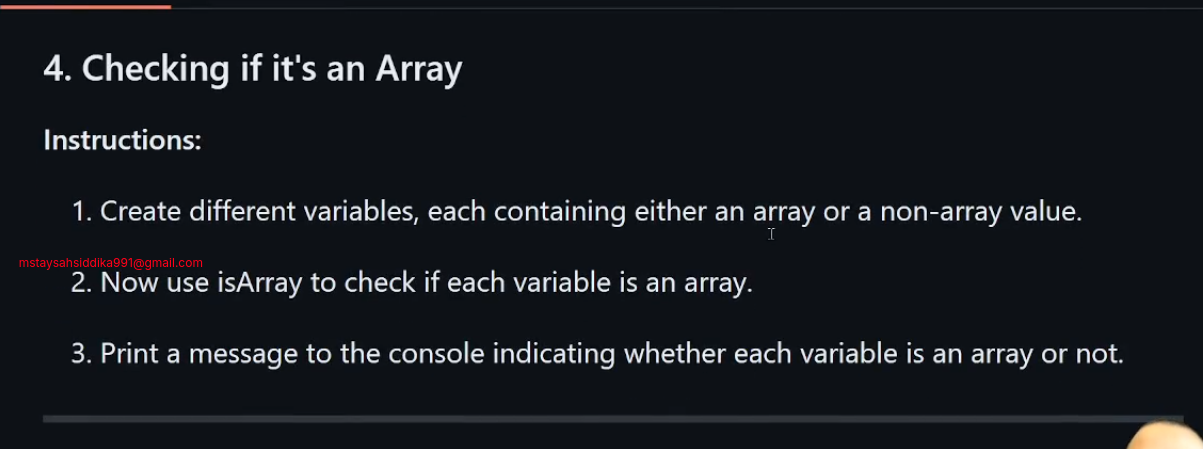 4. Checking if it's an Array
Instructions:
1. Create different variables, each containing either an array or a non-array value.
mstaysahslddika991@gmail.com
2. Now use isArray to check if each variable is an array.
3. Print a message to the console indicating whether each variable is an array or not.